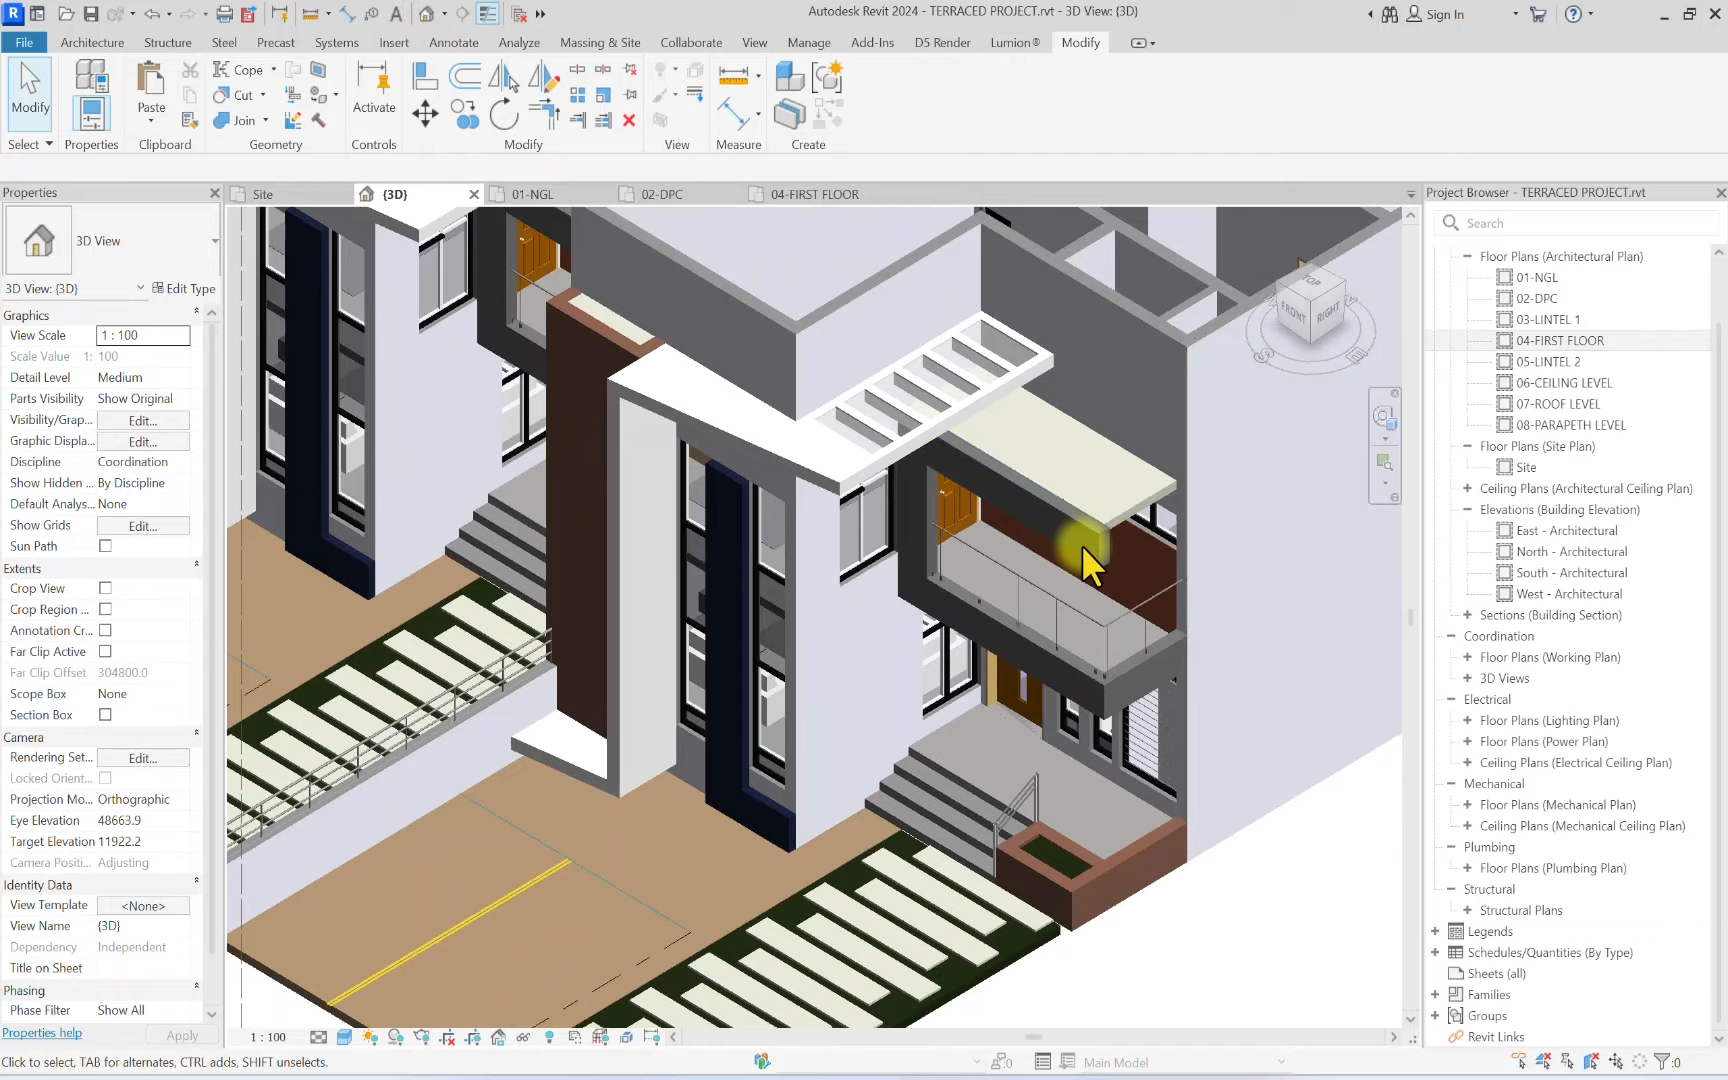 Autodesk Revit 2024 - TERRACED PROJECT.rvt - 3D View: {3D}
Sign In
File Architecture Structure Steel Precast Systems Insert Annotate Analyze Massing & Site Collaborate View Manage Add-Ins D5 Render Lumion® Modify
Modify
Paste
Cope
Cut
Join
Activate
Select Properties Clipboard Geometry Controls Modify View Measure Create
Properties
3D View
3D View: {3D} Edit Type
Graphics
View Scale 1 : 100
Scale Value 1: 100
Detail Level Medium
Parts Visibility Show Original
Visibility/Grap... Edit...
Graphic Displa... Edit...
Discipline Coordination
Show Hidden ... By Discipline
Default Analys... None
Show Grids Edit...
Sun Path
Extents
Crop View
Crop Region ...
Annotation Cr...
Far Clip Active
Far Clip Offset 304800.0
Scope Box None
Section Box
Camera
Rendering Set... Edit...
Locked Orient...
Projection Mo... Orthographic
Eye Elevation 48663.9
Target Elevation 11922.2
Camera Positi... Adjusting
Identity Data
View Template <None>
View Name {3D}
Dependency Independent
Title on Sheet
Phasing
Phase Filter Show All
Properties help Apply
Site {3D} 01-NGL 02-DPC 04-FIRST FLOOR
TOP
FRONT RIGHT
S E
Project Browser - TERRACED PROJECT.rvt
Search
Floor Plans (Architectural Plan)
01-NGL
02-DPC
03-LINTEL 1
04-FIRST FLOOR
05-LINTEL 2
06-CEILING LEVEL
07-ROOF LEVEL
08-PARAPETH LEVEL
Floor Plans (Site Plan)
Site
Ceiling Plans (Architectural Ceiling Plan)
Elevations (Building Elevation)
East - Architectural
North - Architectural
South - Architectural
West - Architectural
Sections (Building Section)
Coordination
Floor Plans (Working Plan)
3D Views
Electrical
Floor Plans (Lighting Plan)
Floor Plans (Power Plan)
Ceiling Plans (Electrical Ceiling Plan)
Mechanical
Floor Plans (Mechanical Plan)
Ceiling Plans (Mechanical Ceiling Plan)
Plumbing
Floor Plans (Plumbing Plan)
Structural
Structural Plans
Legends
Schedules/Quantities (By Type)
Sheets (all)
Families
Groups
Revit Links
1 : 100
Click to select, TAB for alternates, CTRL adds, SHIFT unselects.
:0
Main Model
:0